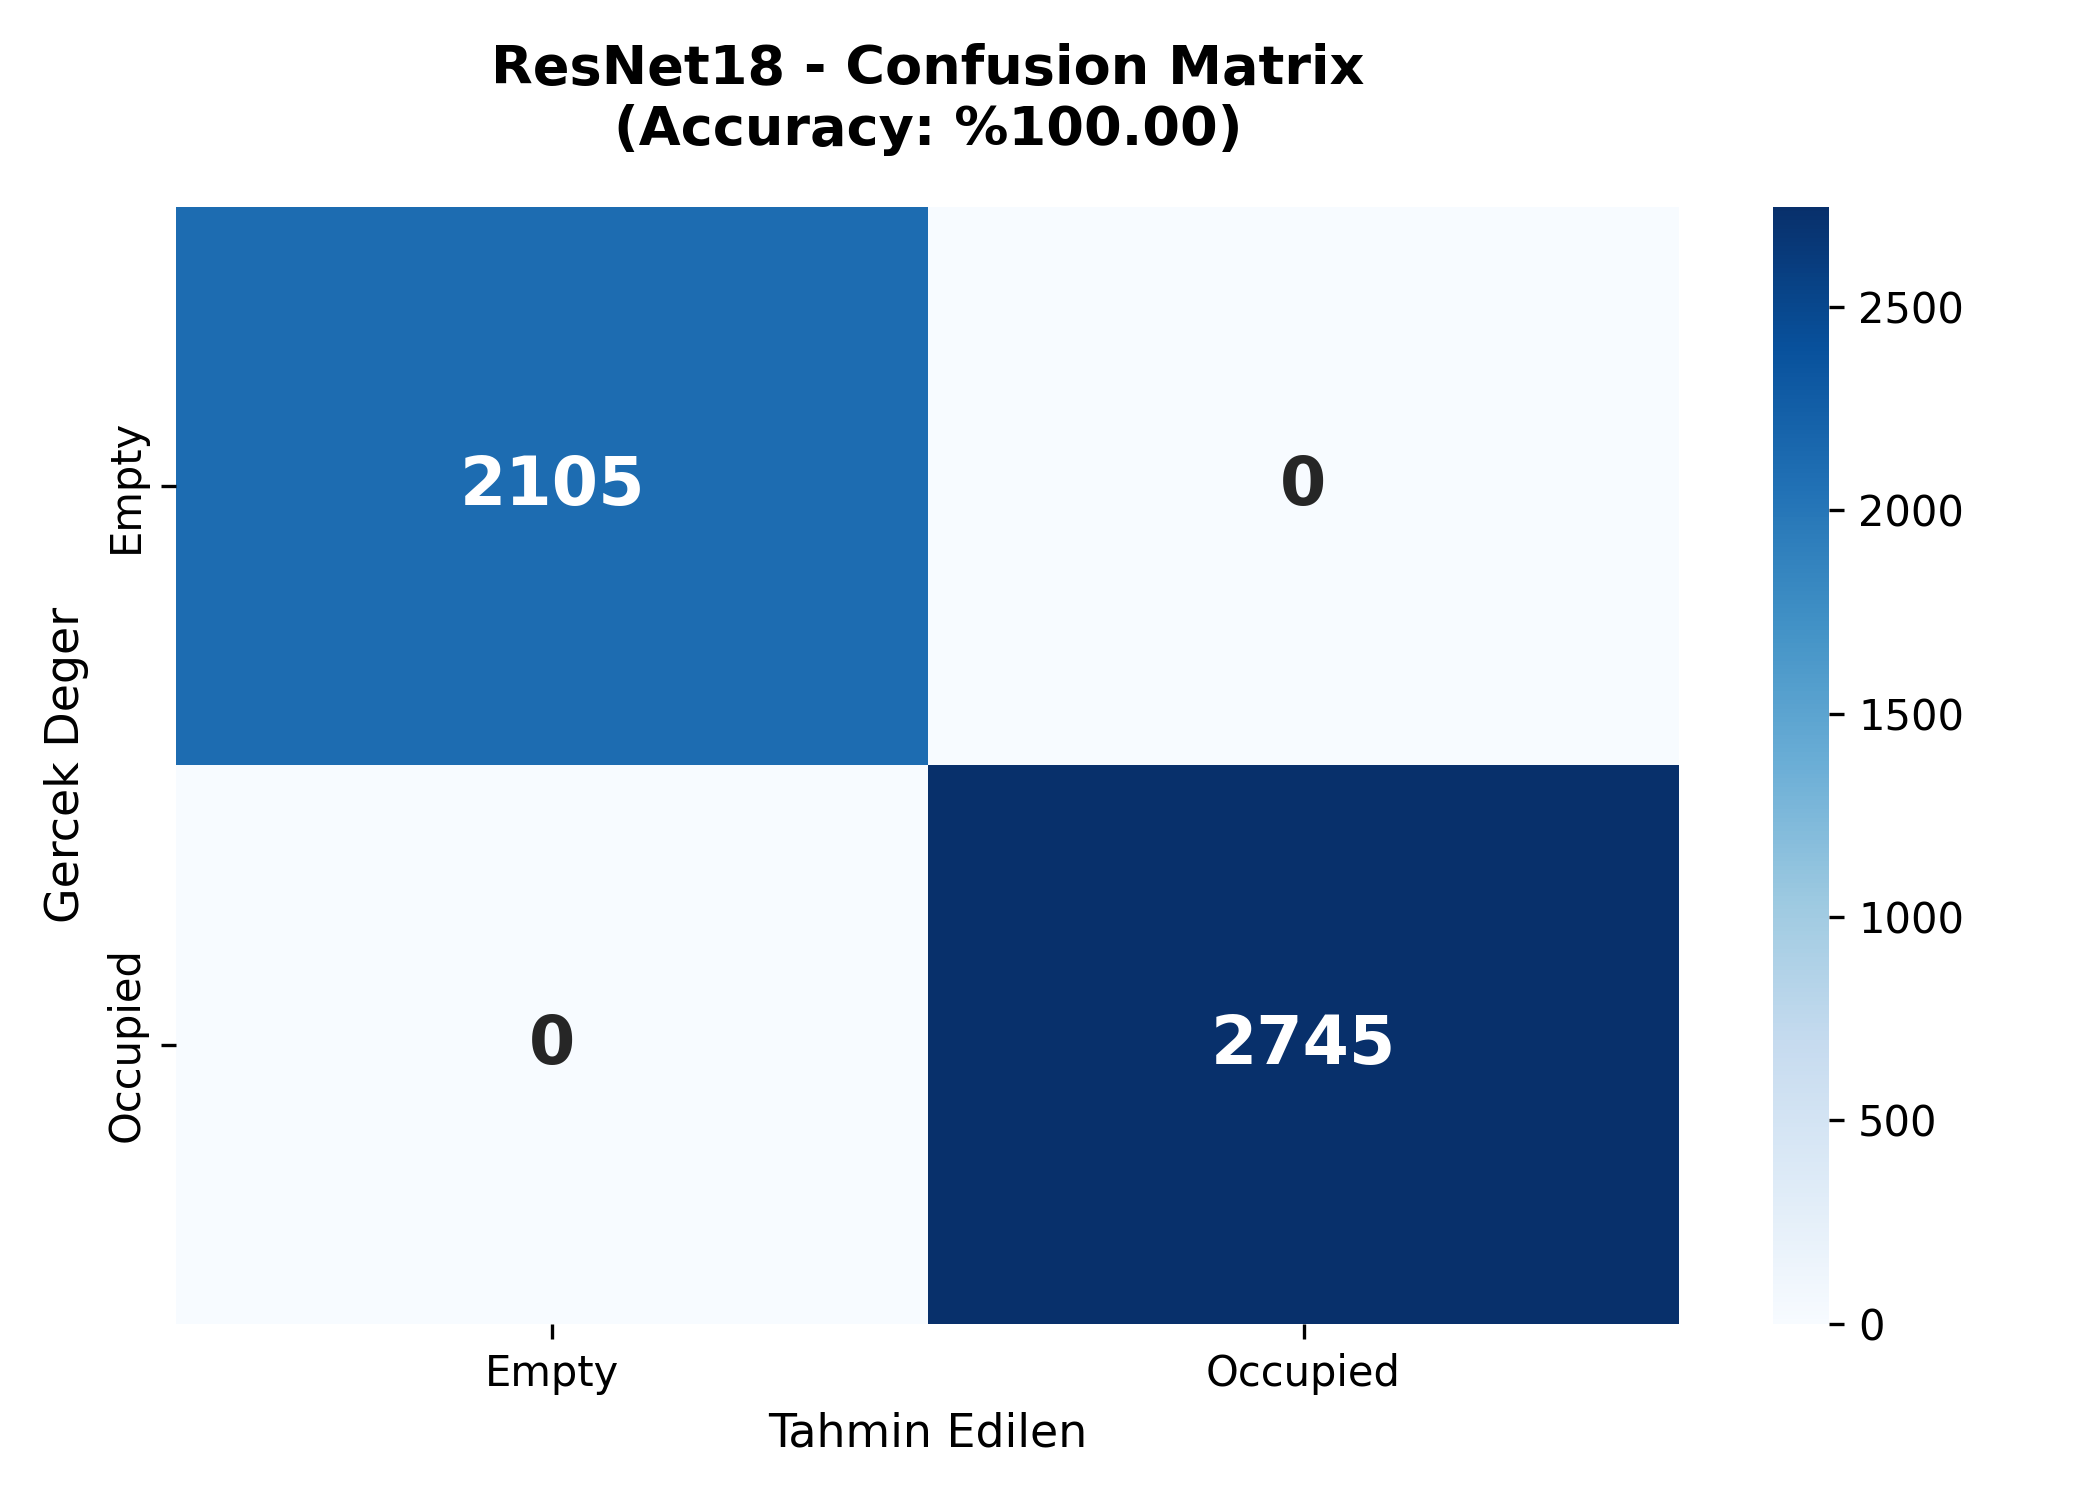 ResNet18 - Confusion Matrix
(Accuracy: %100.00)
Gercek Deger
Empty
Occupied
2105
0
0
2745
Empty
Occupied
Tahmin Edilen
2500
2000
1500
1000
500
0